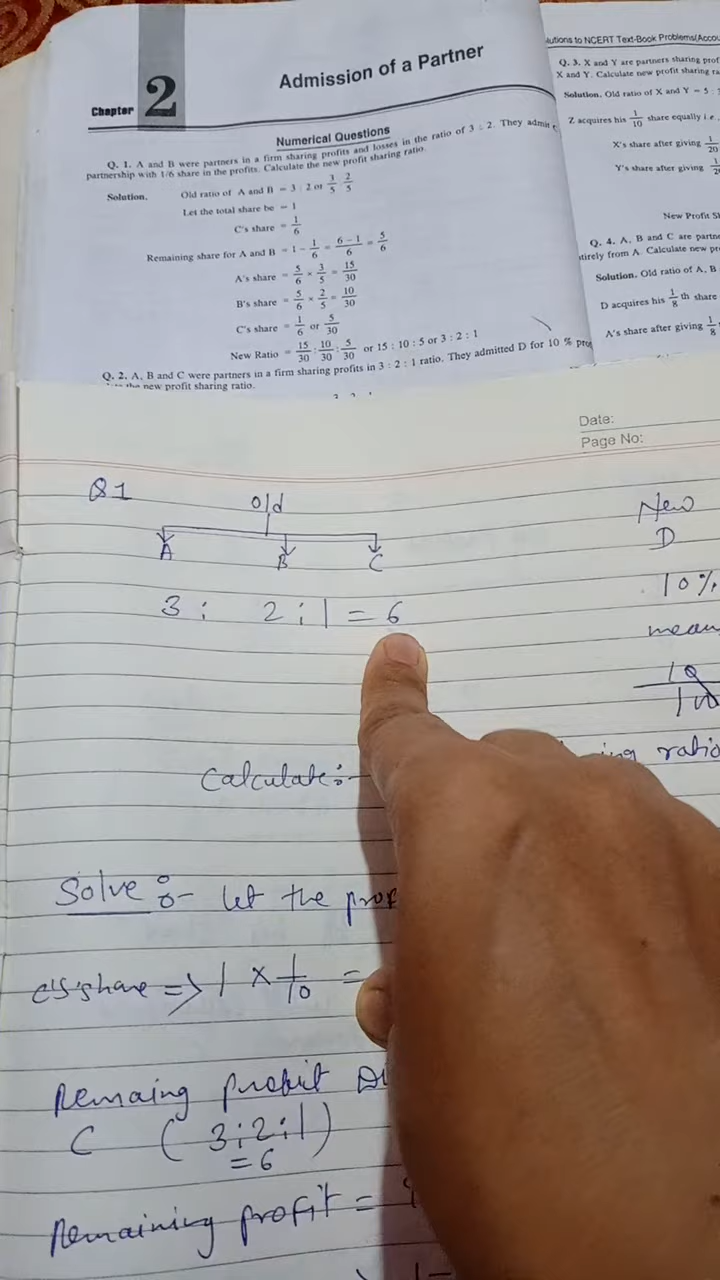 Chapter 2
Admission of a Partner
Numerical Questions
Q. 1. A and B were partners in a firm sharing profits and losses in the ratio of 3 : 2. They admit
partnership with 1/6 share in the profits. Calculate the new profit sharing ratio.
Solution. Old ratio of A and B = 3 : 2 or 3/5 : 2/5
Let the total share be = 1
C's share = 1/6
Remaining share for A and B = 1 - 1/6 = 6 - 1/6 = 5/6
A's share = 5/6 × 3/5 = 15/30
B's share = 5/6 × 2/5 = 10/30
C's share = 1/6 or 5/30
New Ratio = 15/30 : 10/30 : 5/30 or 15 : 10 : 5 or 3 : 2 : 1
Q. 2. A, B and C were partners in a firm sharing profits in 3 : 2 : 1 ratio. They admitted D for 10 %
the new profit sharing ratio.
lutions to NCERT Text-Book Problems(Accou
Q. 3. X and Y are partners sharing prof
X and Y. Calculate new profit sharing ra
Solution. Old ratio of X and Y = 5 :
Z acquires his 1/10 share equally i.e.
X's share after giving 1/20
Y's share after giving
New Profit
Q. 4. A, B and C are partne
tirely from A. Calculate new
Solution. Old ratio of A, B
D acquires his 1/8 th share
A's share after giving 1/8
Date:
Page No:
Q1 Old New
A B C D
3 : 2 : 1 = 6 10%
mean
10/100
Calculate :- ing ratio
Solve :- let the prof
share => 1 × 1/10 =
Remaing profit
C ( 3 : 2 : 1 )
= 6
Remaining profit =
1 -